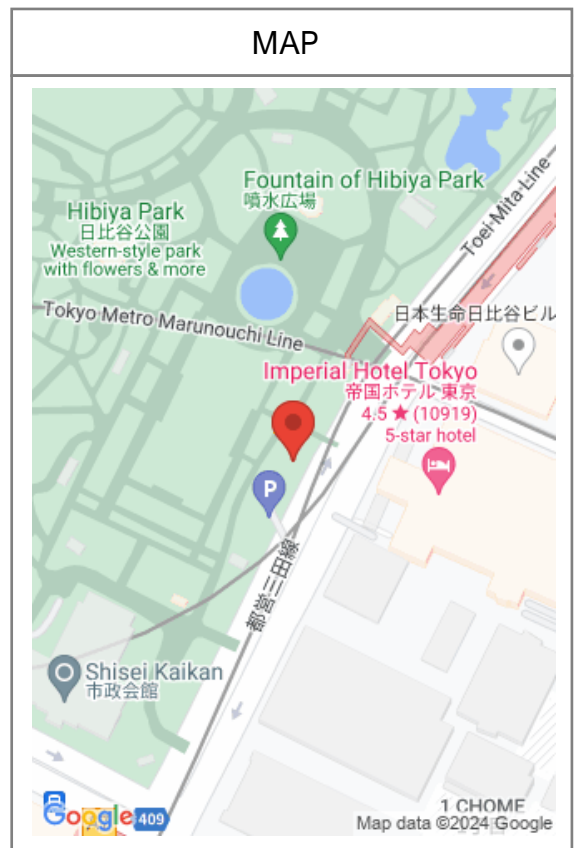 MAP
Fountain of Hibiya Park
噴水広場
Hibiya Park
日比谷公園
Western-style park
with flowers & more
Toei-Mita-Line
Tokyo Metro Marunouchi Line
日本生命日比谷ビル
Imperial Hotel Tokyo
帝国ホテル 東京
4.5 ★ (10919)
5-star hotel
P
都営三田線
Shisei Kaikan
市政会館
Google
409
1 CHOME
Map data ©2024 Google